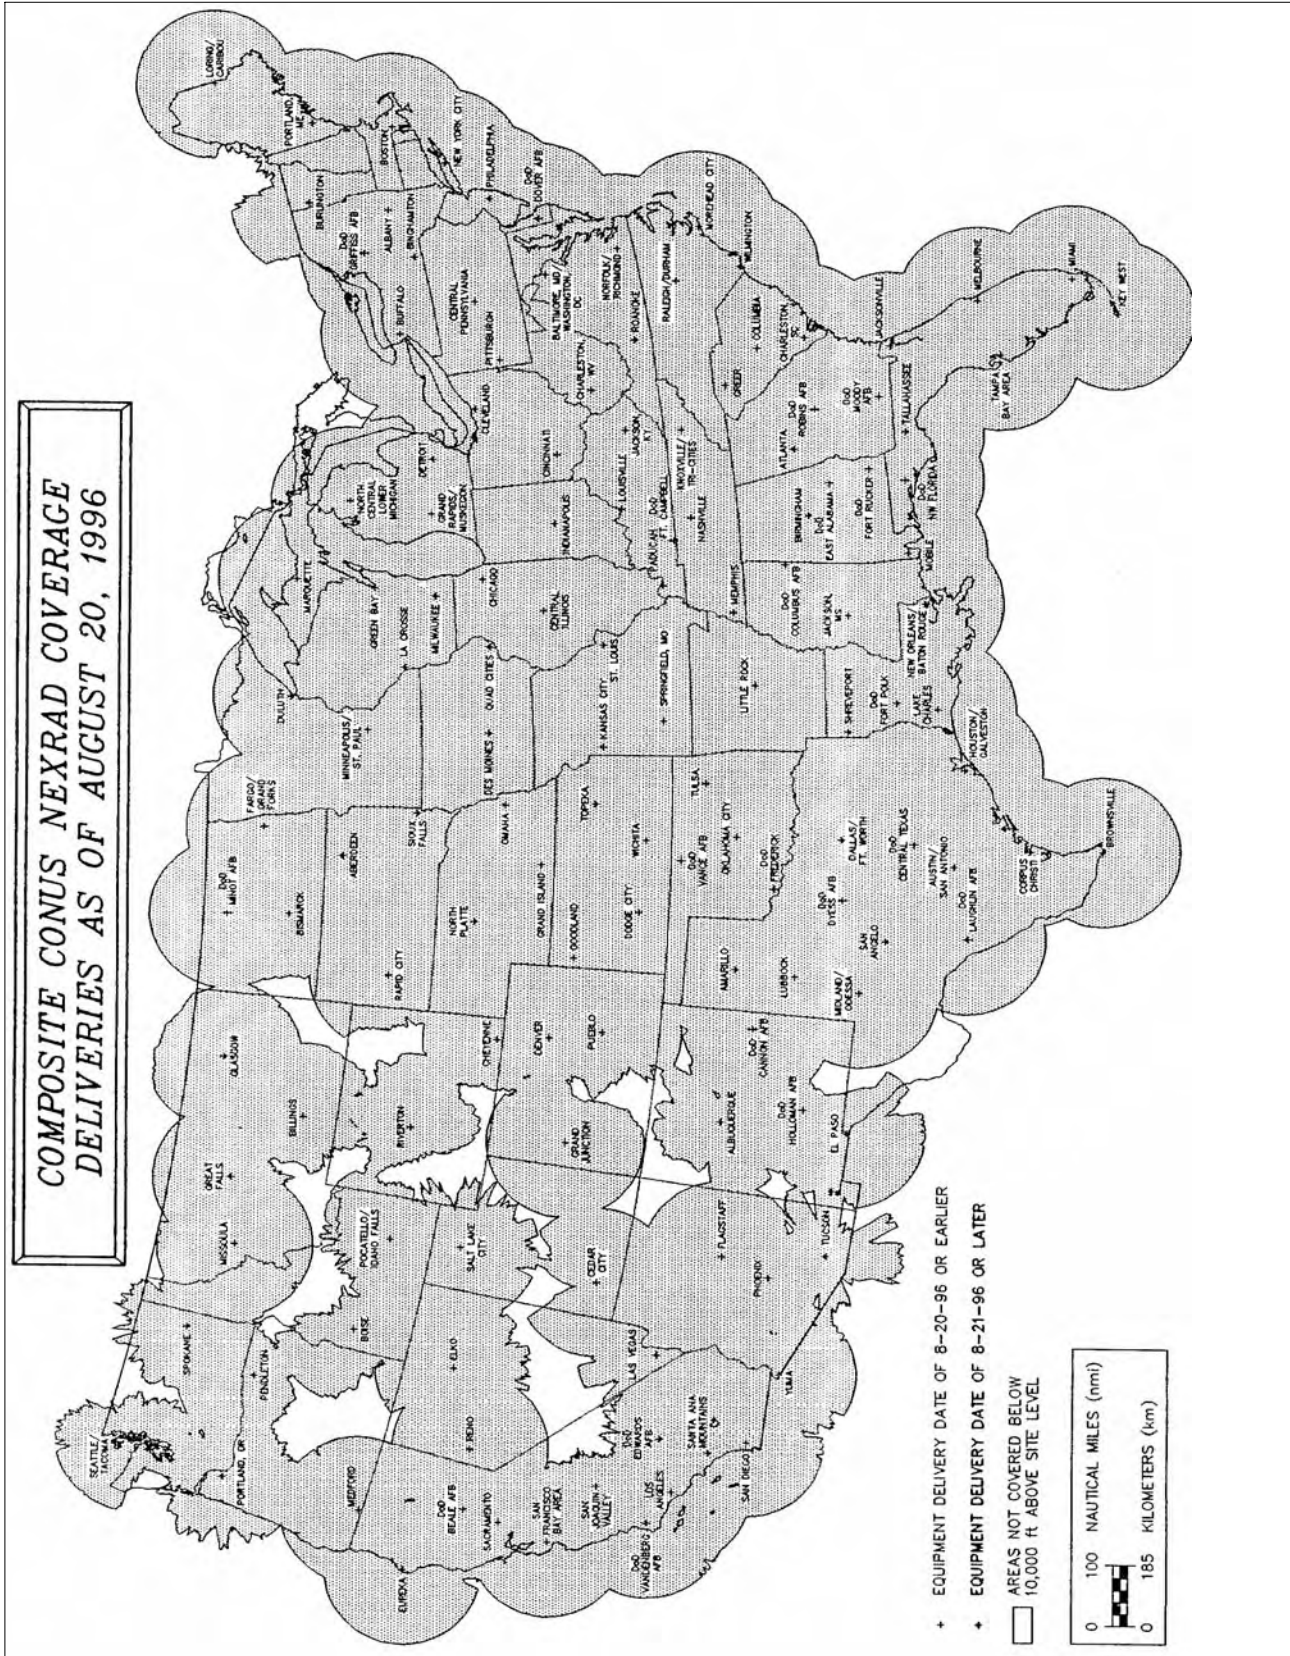 COMPOSITE CONUS NEXRAD COVERAGE
DELIVERIES AS OF AUGUST 20, 1996
SEATTLE/
TACOMA
SPOKANE
PORTLAND, OR
PENDLETON
MISSOULA
GREAT
FALLS
GLASGOW
BILLINGS
DoD
MINOT AFB
BISMARCK
FARGO/
GRAND
FORKS
DULUTH
MINNEAPOLIS/
ST. PAUL
MARQUETTE
GREEN BAY
LA CROSSE
MILWAUKEE
NORTH
CENTRAL
LOWER
MICHIGAN
GRAND
RAPIDS/
MUSKEGON
DETROIT
BUFFALO
DoD
GRIFFISS AFB
ALBANY
BINGHAMTON
BURLINGTON
PORTLAND,
ME
LORING/
CARIBOU
BOSTON
NEW YORK CITY
PHILADELPHIA
DoD
DOVER AFB
CENTRAL
PENNSYLVANIA
PITTSBURGH
CLEVELAND
MEDFORD
EUREKA
BOISE
POCATELLO/
IDAHO FALLS
RIVERTON
RAPID CITY
ABERDEEN
SIOUX
FALLS
DES MOINES
QUAD CITIES
CHICAGO
CENTRAL
ILLINOIS
INDIANAPOLIS
CINCINNATI
CHARLESTON,
WV
BALTIMORE, MD/
WASHINGTON,
DC
NORFOLK/
RICHMOND
ROANOKE
DoD
BEALE AFB
SACRAMENTO
RENO
ELKO
SALT LAKE
CITY
CHEYENNE
NORTH
PLATTE
GRAND ISLAND
OMAHA
SAN
FRANCISCO
BAY AREA
SAN
JOAQUIN
VALLEY
CEDAR
CITY
GRAND
JUNCTION
DENVER
PUEBLO
GOODLAND
DODGE CITY
TOPEKA
WICHITA
KANSAS CITY
ST. LOUIS
SPRINGFIELD, MO
PADUCAH
LOUISVILLE
JACKSON
KY
DoD
FT. CAMPBELL
NASHVILLE
KNOXVILLE/
TRI-CITIES
RALEIGH/DURHAM
MOREHEAD CITY
WILMINGTON
DoD
VANDENBERG
AFB
LOS
ANGELES
DoD
EDWARDS
AFB
LAS VEGAS
SANTA ANA
MOUNTAINS
SAN DIEGO
YUMA
FLAGSTAFF
PHOENIX
TUCSON
ALBUQUERQUE
DoD
CANNON AFB
DoD
HOLLOMAN AFB
EL PASO
AMARILLO
LUBBOCK
MIDLAND/
ODESSA
DoD
VANCE AFB
OKLAHOMA CITY
TULSA
DoD
FREDERICK
LITTLE ROCK
MEMPHIS
DoD
COLUMBUS AFB
JACKSON,
MS
BIRMINGHAM
DoD
EAST ALABAMA
DoD
FORT RUCKER
ATLANTA
DoD
ROBINS AFB
DoD
MOODY
AFB
GREER
COLUMBIA
CHARLESTON,
SC
JACKSONVILLE
TALLAHASSEE
DoD
NW FLORIDA
MOBILE
NEW ORLEANS/
BATON ROUGE
SHREVEPORT
DoD
FORT POLK
LAKE
CHARLES
HOUSTON/
GALVESTON
DoD
DYESS AFB
DALLAS/
FT. WORTH
SAN
ANGELO
DoD
CENTRAL TEXAS
AUSTIN/
SAN ANTONIO
DoD
LAUGHLIN AFB
CORPUS
CHRISTI
BROWNSVILLE
TAMPA
BAY AREA
MELBOURNE
MIAMI
KEY WEST
+ EQUIPMENT DELIVERY DATE OF 8-20-96 OR EARLIER
+ EQUIPMENT DELIVERY DATE OF 8-21-96 OR LATER
AREAS NOT COVERED BELOW
10,000 ft ABOVE SITE LEVEL
0 100 NAUTICAL MILES (nmi)
0 185 KILOMETERS (km)